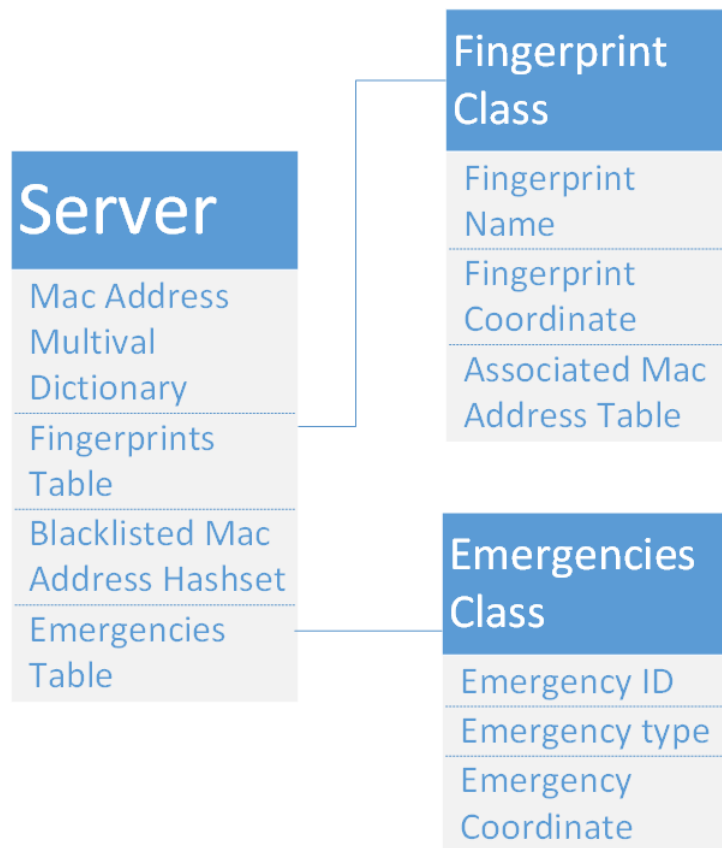 Server
Mac Address
Multival
Dictionary
Fingerprints
Table
Blacklisted Mac
Address Hashset
Emergencies
Table
Fingerprint
Class
Fingerprint
Name
Fingerprint
Coordinate
Associated Mac
Address Table
Emergencies
Class
Emergency ID
Emergency type
Emergency
Coordinate